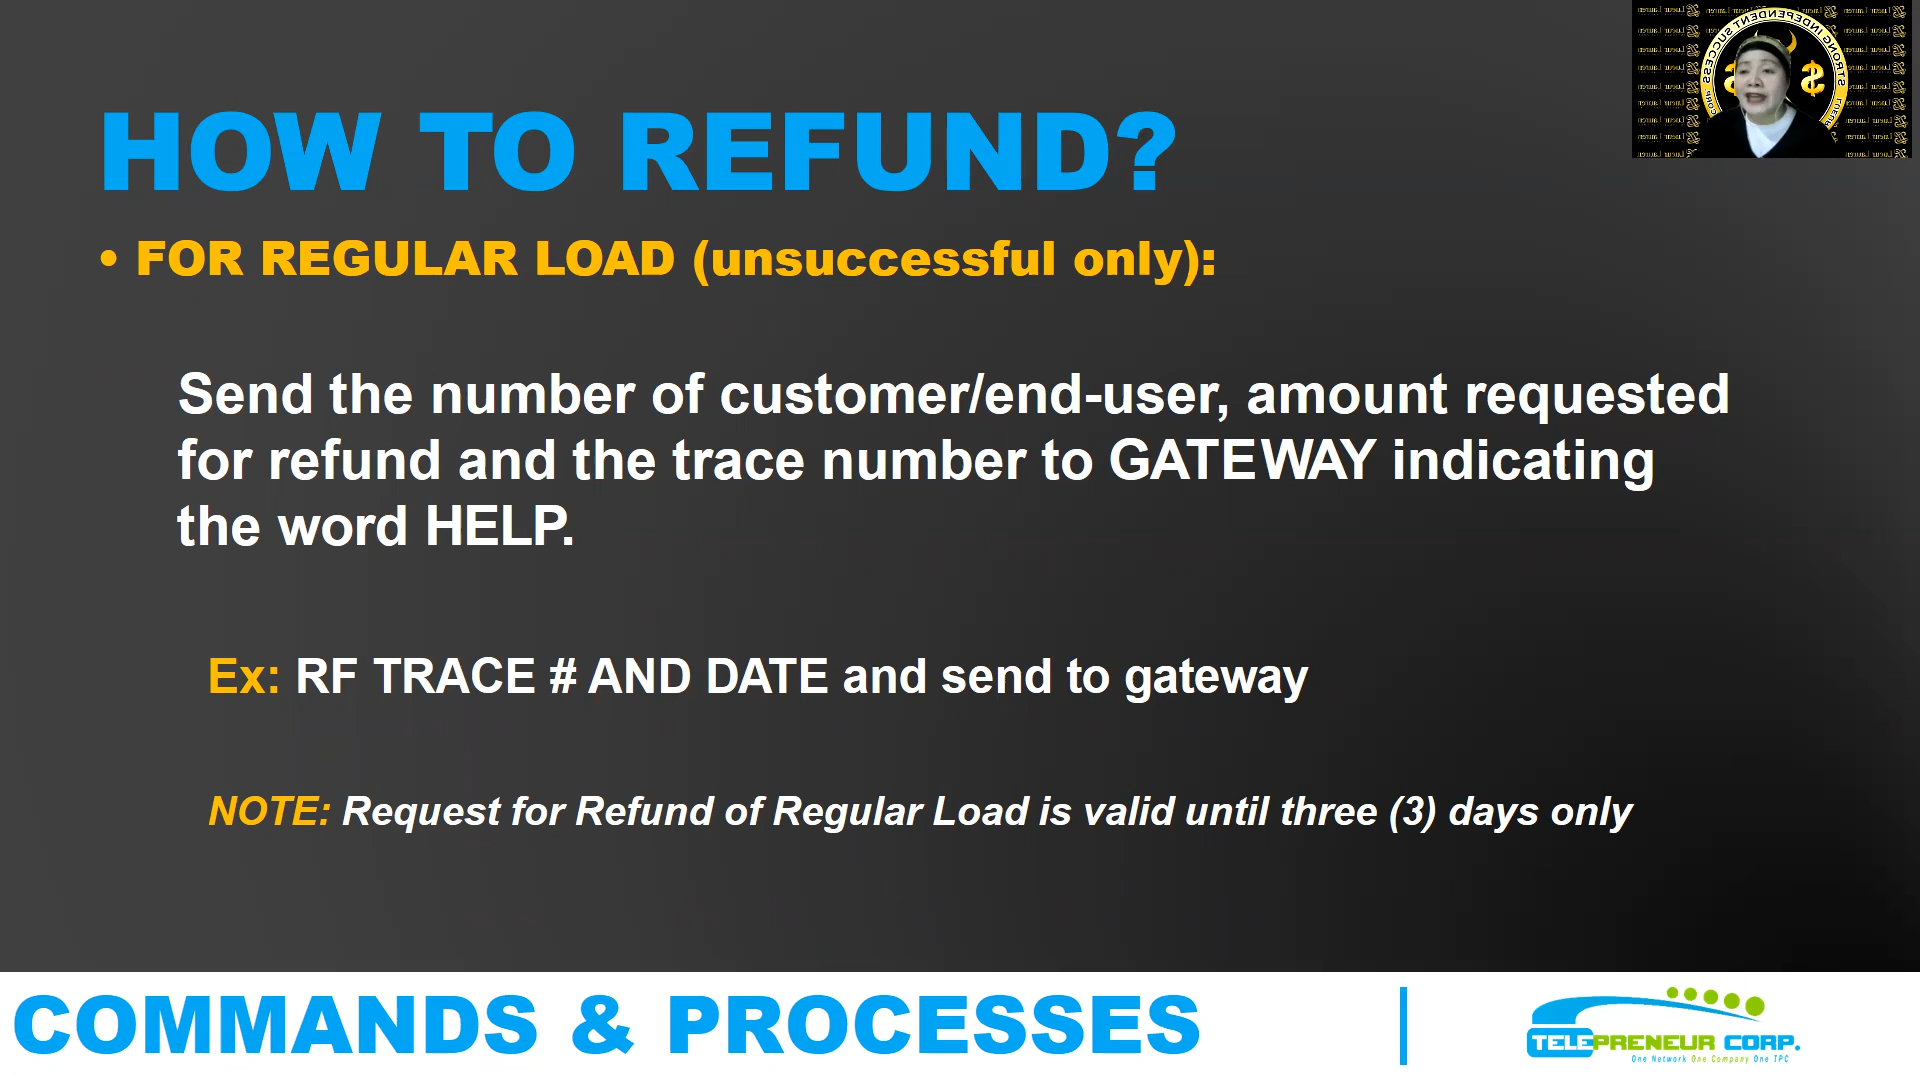 HOW TO REFUND?
• FOR REGULAR LOAD (unsuccessful only):
Send the number of customer/end-user, amount requested
for refund and the trace number to GATEWAY indicating
the word HELP.
Ex: RF TRACE # AND DATE and send to gateway
NOTE: Request for Refund of Regular Load is valid until three (3) days only
COMMANDS & PROCESSES
TELEPRENEUR CORP.
One Network One Company One TPC
STRONG INDEPENDENT SUCCESS